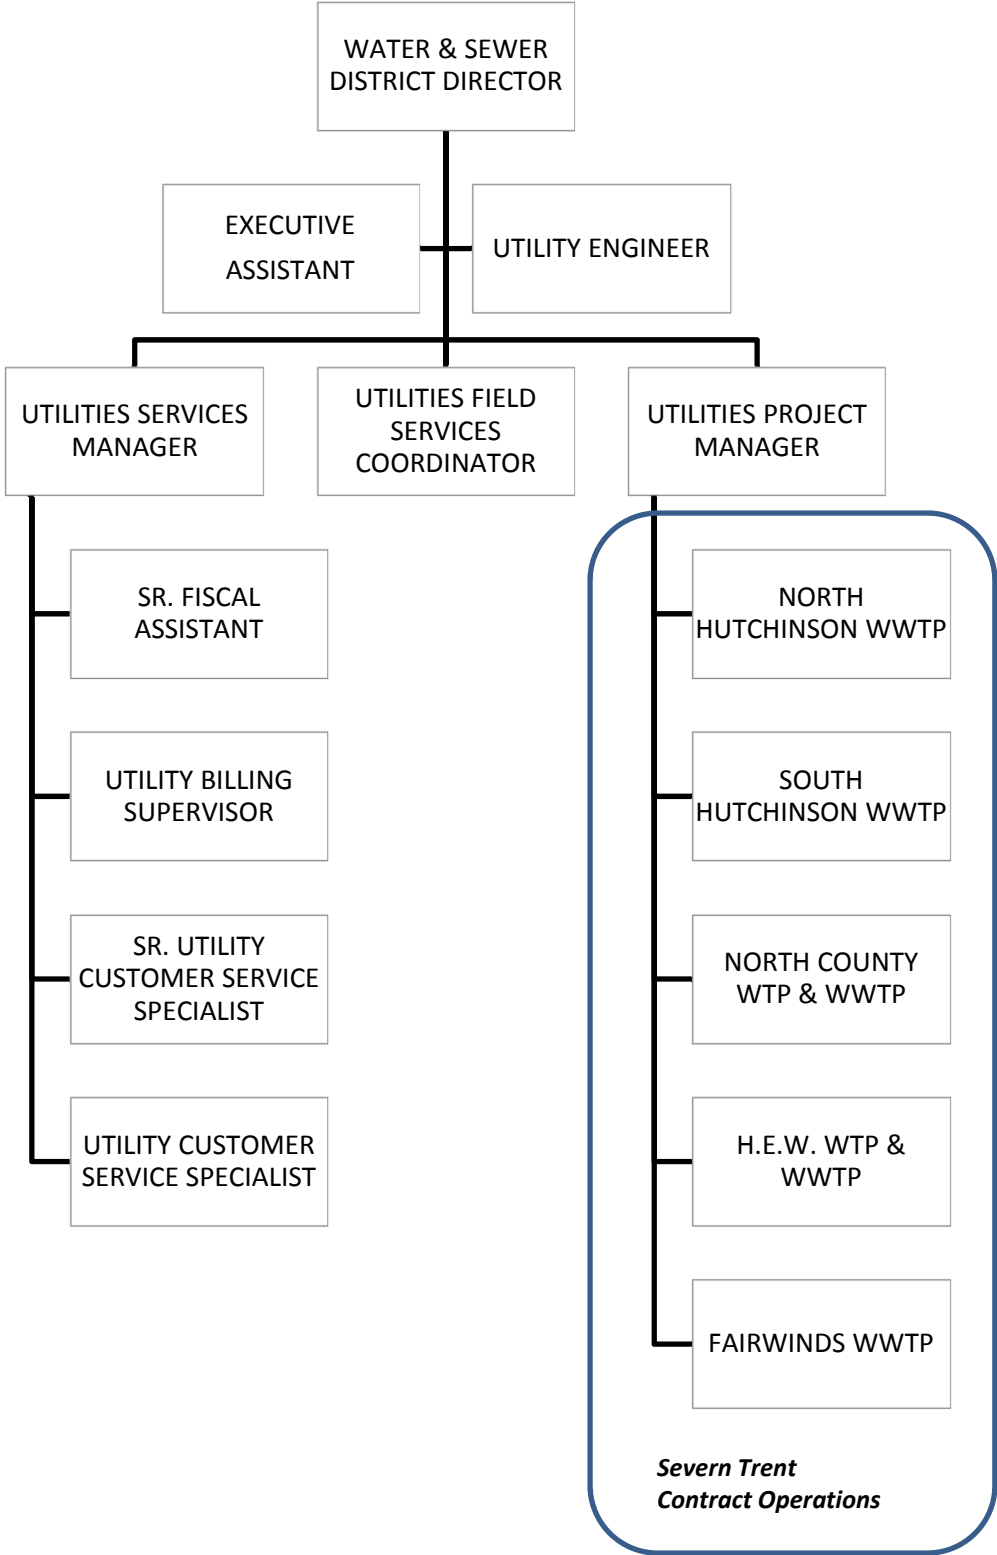 WATER & SEWER
DISTRICT DIRECTOR
EXECUTIVE
ASSISTANT
UTILITY ENGINEER
UTILITIES SERVICES
MANAGER
UTILITIES FIELD
SERVICES
COORDINATOR
UTILITIES PROJECT
MANAGER
SR. FISCAL
ASSISTANT
UTILITY BILLING
SUPERVISOR
SR. UTILITY
CUSTOMER SERVICE
SPECIALIST
UTILITY CUSTOMER
SERVICE SPECIALIST
NORTH
HUTCHINSON WWTP
SOUTH
HUTCHINSON WWTP
NORTH COUNTY
WTP & WWTP
H.E.W. WTP &
WWTP
FAIRWINDS WWTP
Severn Trent
Contract Operations